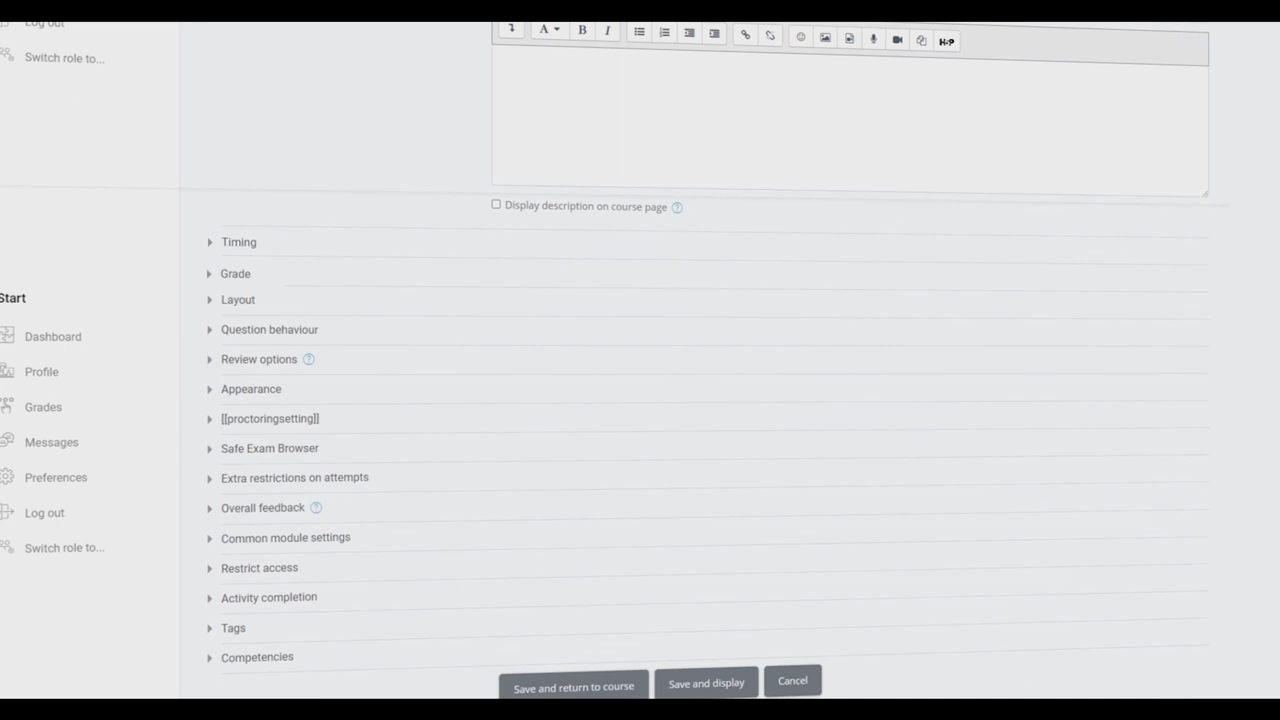 Log out
Switch role to...
A B I H-P
Display description on course page ?
Timing
Grade
Layout
Question behaviour
Review options ?
Appearance
[[proctoringsetting]]
Safe Exam Browser
Extra restrictions on attempts
Overall feedback ?
Common module settings
Restrict access
Activity completion
Tags
Competencies
Save and return to course Save and display Cancel
Start
Dashboard
Profile
Grades
Messages
Preferences
Log out
Switch role to...